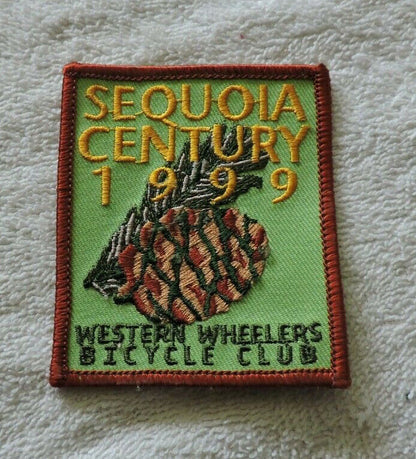 SEQUOIA
CENTURY
1999
WESTERN WHEELERS
BICYCLE CLUB